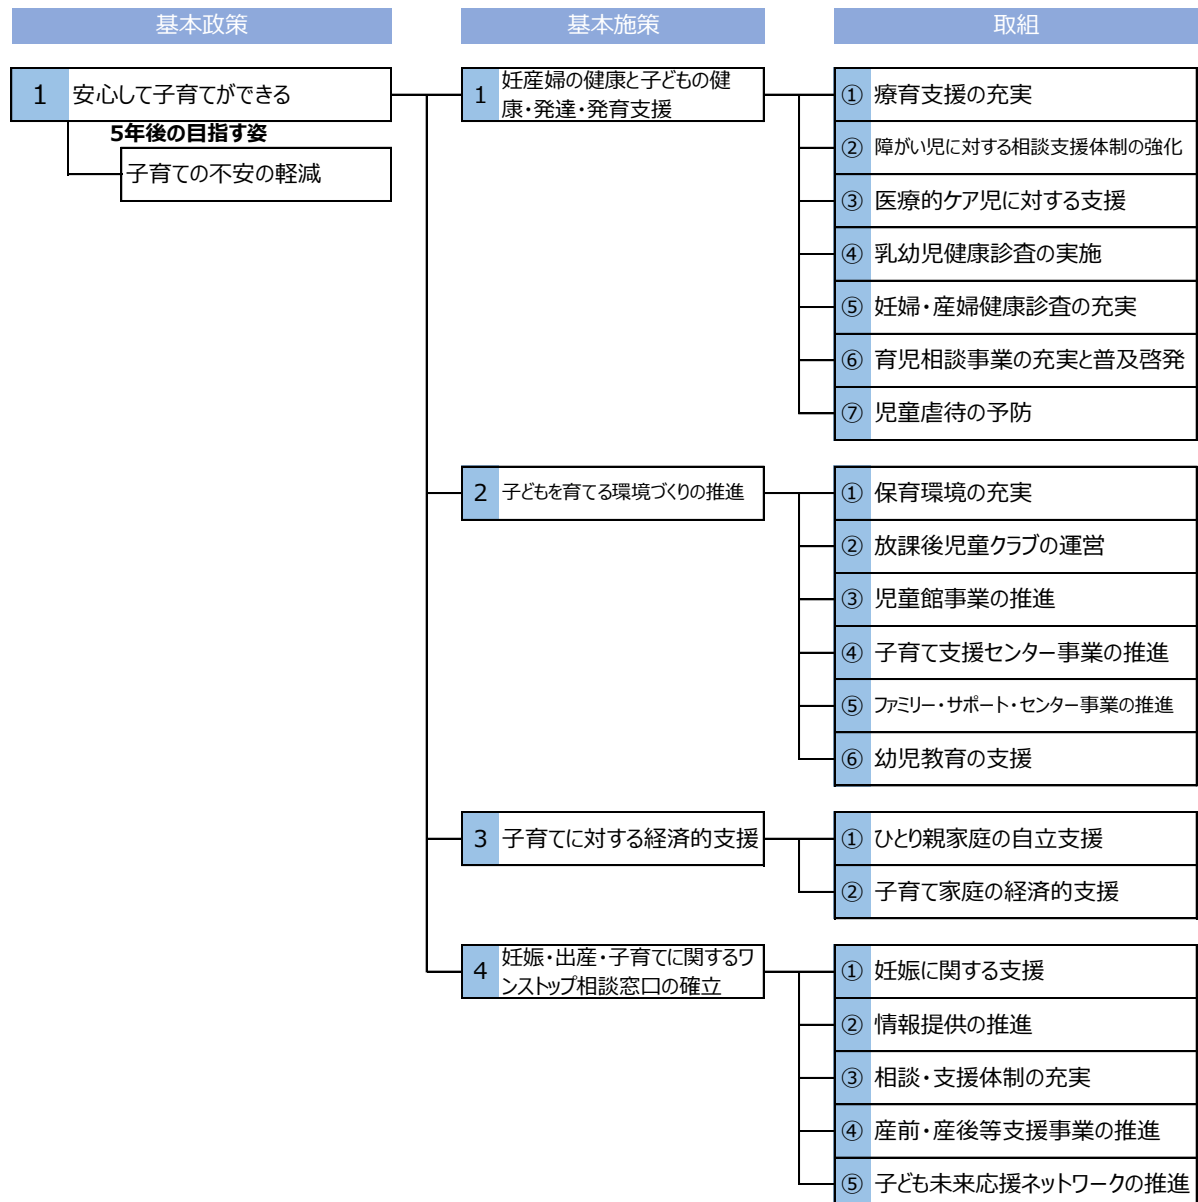 基本政策
基本施策
取組
1 安心して子育てができる
5年後の目指す姿
子育ての不安の軽減
1 妊産婦の健康と子どもの健
康・発達・発育支援
① 療育支援の充実
② 障がい児に対する相談支援体制の強化
③ 医療的ケア児に対する支援
④ 乳幼児健康診査の実施
⑤ 妊婦・産婦健康診査の充実
⑥ 育児相談事業の充実と普及啓発
⑦ 児童虐待の予防
2 子どもを育てる環境づくりの推進
① 保育環境の充実
② 放課後児童クラブの運営
③ 児童館事業の推進
④ 子育て支援センター事業の推進
⑤ ファミリー・サポート・センター事業の推進
⑥ 幼児教育の支援
3 子育てに対する経済的支援
① ひとり親家庭の自立支援
② 子育て家庭の経済的支援
4 妊娠・出産・子育てに関するワ
ンストップ相談窓口の確立
① 妊娠に関する支援
② 情報提供の推進
③ 相談・支援体制の充実
④ 産前・産後等支援事業の推進
⑤ 子ども未来応援ネットワークの推進